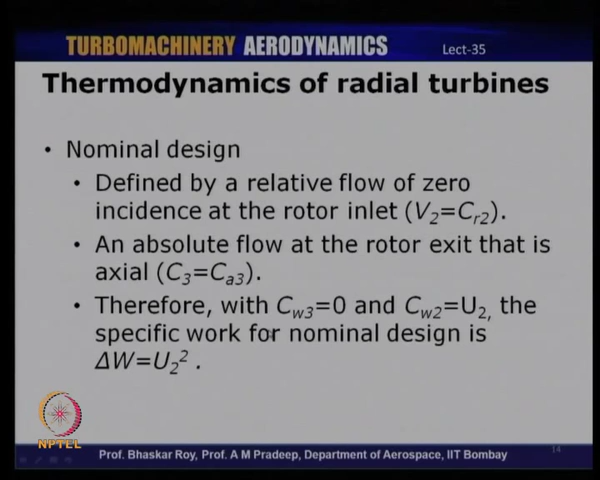 TURBOMACHINERY AERODYNAMICS Lect-35
Thermodynamics of radial turbines
• Nominal design
• Defined by a relative flow of zero
incidence at the rotor inlet (V₂=Cᵣ₂).
• An absolute flow at the rotor exit that is
axial (C₃=Cₐ₃).
• Therefore, with C_w3=0 and C_w2=U₂, the
specific work for nominal design is
ΔW=U₂² .
NPTEL
Prof. Bhaskar Roy, Prof. A M Pradeep, Department of Aerospace, IIT Bombay
14